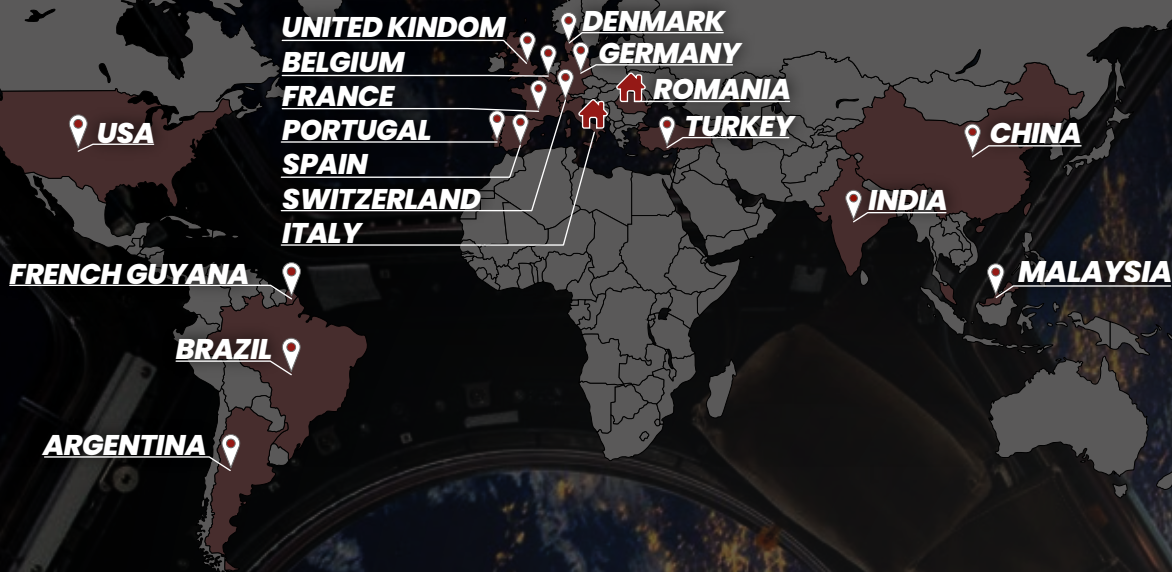 UNITED KINDOM
DENMARK
BELGIUM
GERMANY
FRANCE
ROMANIA
PORTUGAL
TURKEY
USA
CHINA
SPAIN
SWITZERLAND
INDIA
ITALY
FRENCH GUYANA
MALAYSIA
BRAZIL
ARGENTINA